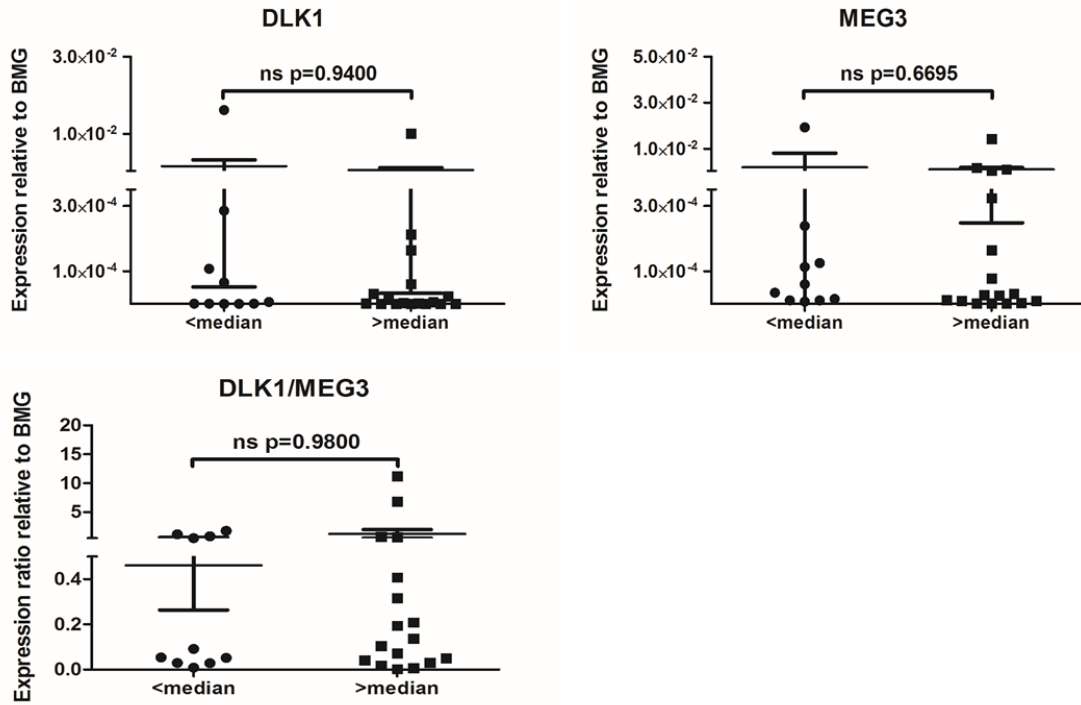 DLK1
Expression relative to BMG
3.0×10⁻²
1.0×10⁻²
3.0×10⁻⁴
1.0×10⁻⁴
ns p=0.9400
<median
>median
MEG3
Expression relative to BMG
5.0×10⁻²
3.0×10⁻²
1.0×10⁻²
3.0×10⁻⁴
1.0×10⁻⁴
ns p=0.6695
<median
>median
DLK1/MEG3
Expression ratio relative to BMG
20
15
10
5
0.4
0.2
0.0
ns p=0.9800
<median
>median